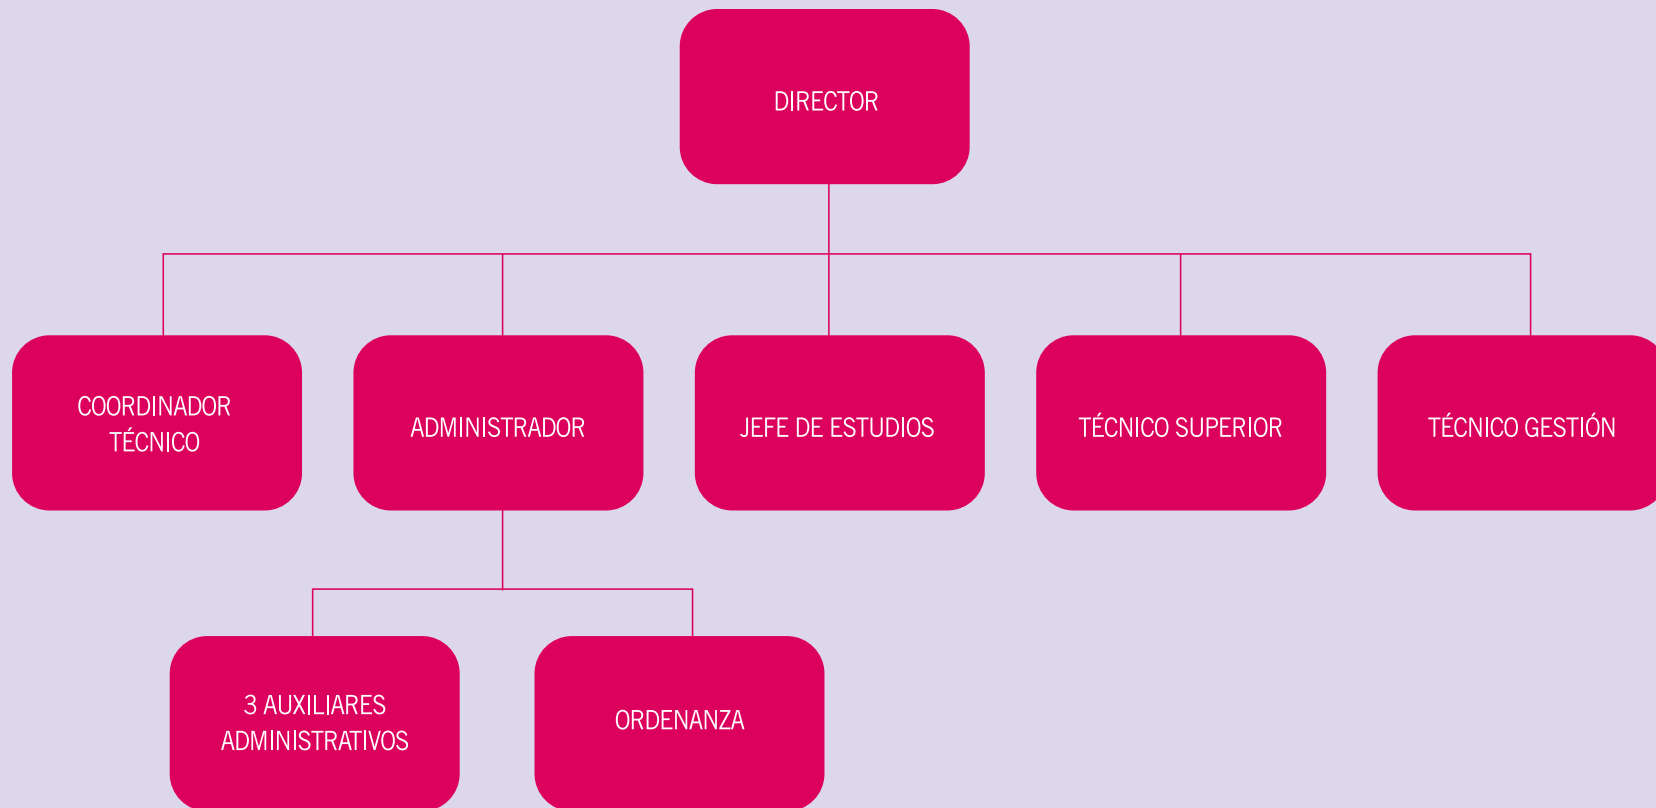 DIRECTOR
COORDINADOR
TÉCNICO
ADMINISTRADOR
JEFE DE ESTUDIOS
TÉCNICO SUPERIOR
TÉCNICO GESTIÓN
3 AUXILIARES
ADMINISTRATIVOS
ORDENANZA